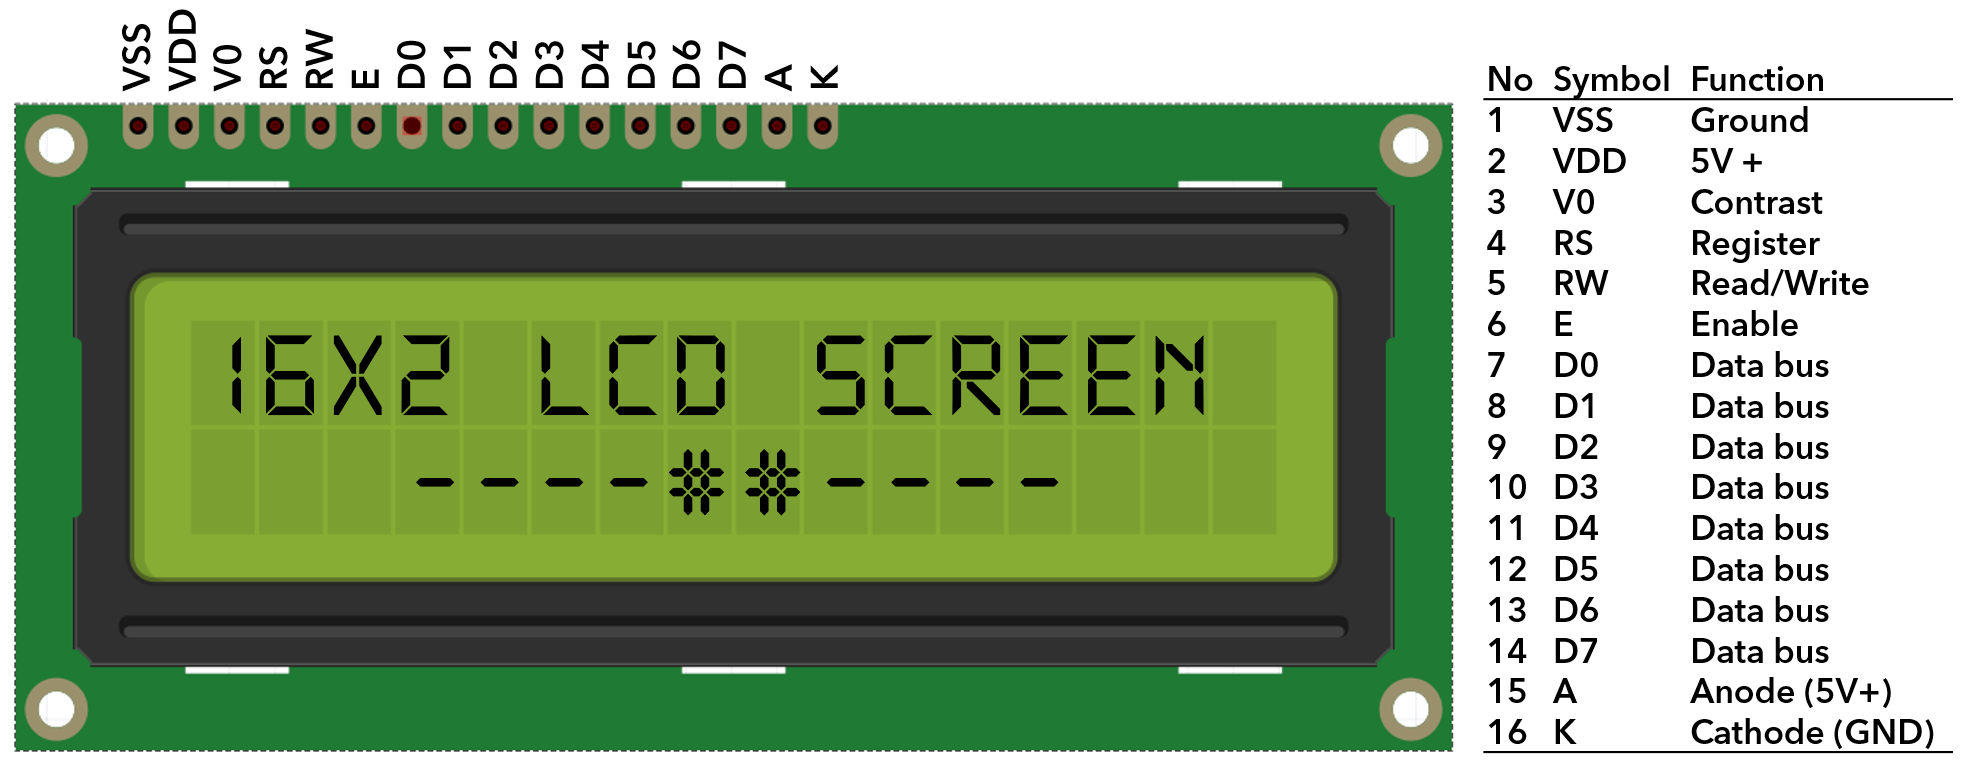 VSS VDD V0 RS RW E D0 D1 D2 D3 D4 D5 D6 D7 A K
16X2 LCD SCREEN
----##----
No Symbol Function
1 VSS Ground
2 VDD 5V +
3 V0 Contrast
4 RS Register
5 RW Read/Write
6 E Enable
7 D0 Data bus
8 D1 Data bus
9 D2 Data bus
10 D3 Data bus
11 D4 Data bus
12 D5 Data bus
13 D6 Data bus
14 D7 Data bus
15 A Anode (5V+)
16 K Cathode (GND)